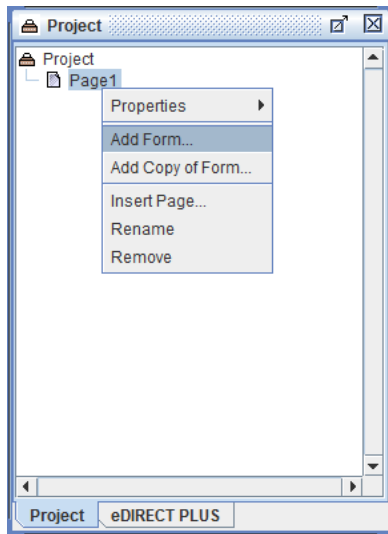 Project
Project
Page1
Properties
Add Form...
Add Copy of Form...
Insert Page...
Rename
Remove
Project eDIRECT PLUS